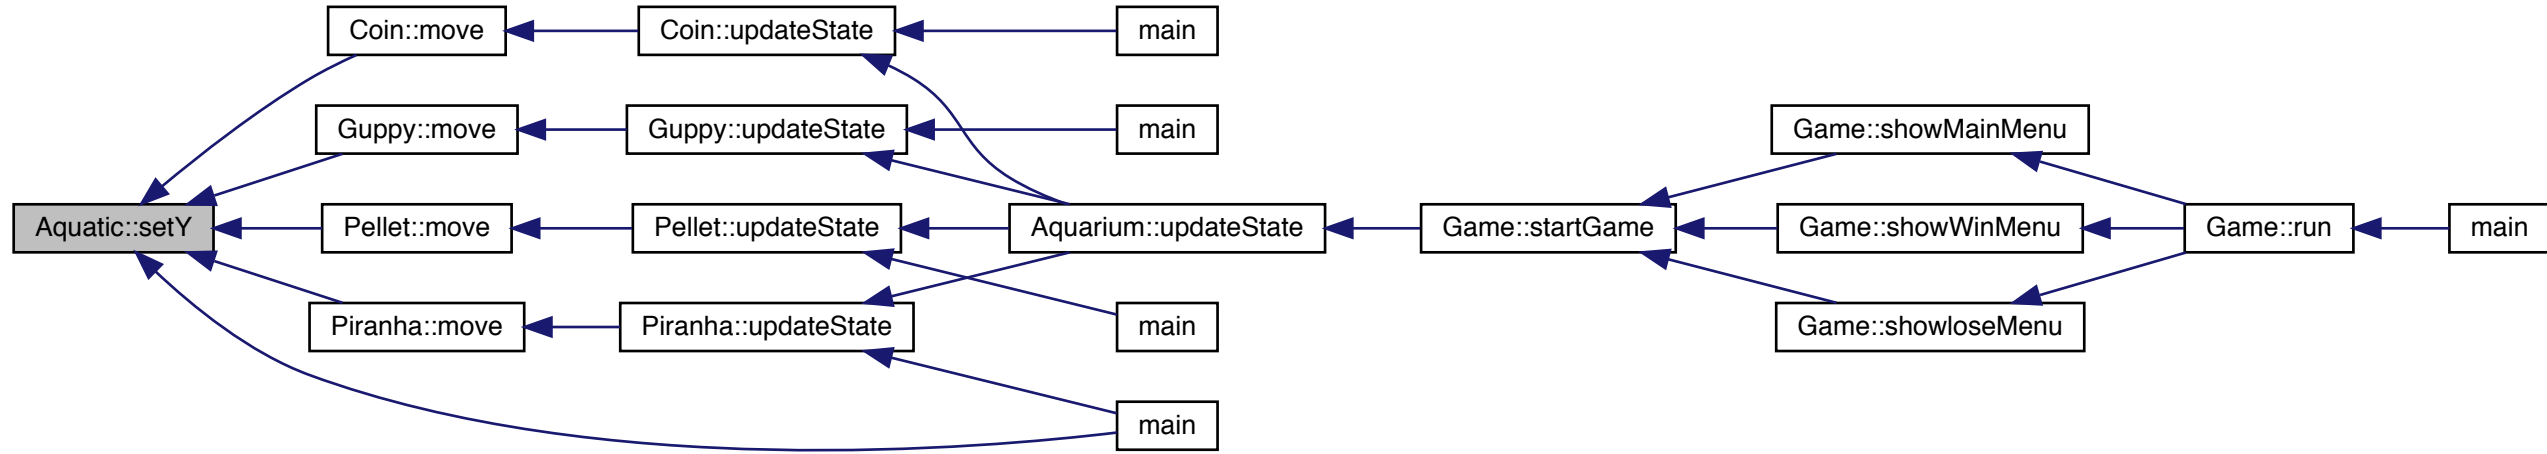 Coin::move
Coin::updateState
main
Guppy::move
Guppy::updateState
main
Game::showMainMenu
Aquatic::setY
Pellet::move
Pellet::updateState
Aquarium::updateState
Game::startGame
Game::showWinMenu
Game::run
main
Piranha::move
Piranha::updateState
main
Game::showloseMenu
main